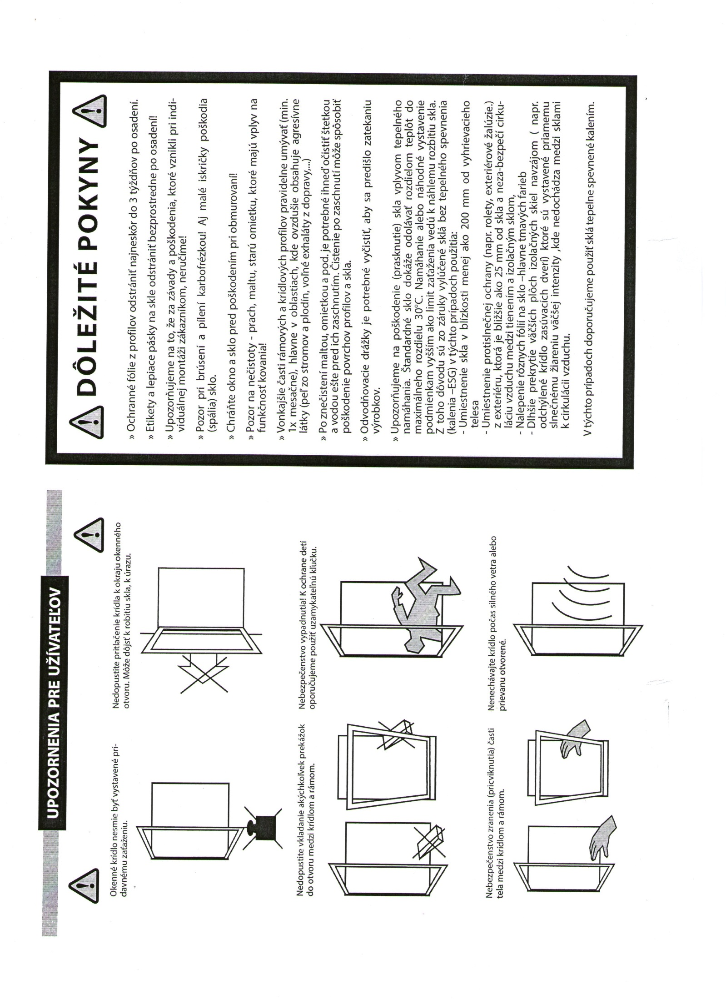 UPOZORNENIA PRE UŽÍVATEĽOV
Okenné krídlo nesmie byť vystavené prí-
davnému zaťaženiu.
Nedopustite pritlačenie krídla k okraju okenného
otvoru. Môže dôjsť k robitiu skla, k úrazu.
Nedopustite vkladanie akýchkoľvek prekážok
do otvoru medzi krídlom a rámom.
Nebezpečenstvo vypadnutia! K ochrane detí
oporučujeme použiť uzamykateľnú kľučku.
Nebezpečenstvo zranenia (pricviknutia) časti
tela medzi krídlom a rámom.
Nenechávajte krídlo počas silného vetra alebo
prievanu otvorené.
DÔLEŽITÉ POKYNY
» Ochranné fólie z profilov odstrániť najneskôr do 3 týždňov po osadení.
» Etikety a lepiace pásky na skle odstrániť bezprostredne po osadení!
» Upozorňujeme na to, že za závady a poškodenia, ktoré vznikli pri indi-
viduálnej montáži zákazníkom, neručíme!
» Pozor pri brúsení a pílení karbofrézkou! Aj malé iskričky poškodia
(spália) sklo.
» Chráňte okno a sklo pred poškodením pri obmurovaní!
» Pozor na nečistoty - prach, maltu, starú omietku, ktoré majú vplyv na
funkčnosť kovania!
» Vonkajšie časti rámových a krídlových profilov pravidelne umývať (min.
1x mesačne), hlavne v oblastiach, kde ovzdušie obsahuje agresívne
látky (peľ zo stromov a plodín, voľné exhaláty z dopravy,...)
» Po znečistení maltou, omietkou a pod. je potrebné ihneď očistiť štetkou
a vodou ešte pred ich zaschnutím. Čistenie po zaschnutí môže spôsobiť
poškodenie povrchov profilov a skla.
» Odvodňovacie drážky je potrebné vyčistiť, aby sa predišlo zatekaniu
výrobkov.
» Upozorňujeme na poškodenie (prasknutie) skla vplyvom tepelného
namáhania. Štandardné sklo dokáže odolávať rozdielom teplôt do
maximálneho rozdielu 30°C. Namáhanie alebo náhodné vystavenie
podmienkam vyšším ako limit zaťaženia vedú k náhlemu rozbitiu skla.
Z toho dôvodu sú zo záruky vylúčené sklá bez tepelného spevnenia
(kalenia –ESG) v týchto prípadoch použitia:
- Umiestnenie skla v blízkosti menej ako 200 mm od vyhrievacieho
telesa
- Umiestnenie protislnečnej ochrany (napr. rolety, exteriérové žalúzie.)
z exteriéru, ktorá je bližšie ako 25 mm od skla a neza-bezpečí cirku-
láciu vzduchu medzi tienením a izolačným sklom,
- Nalepenie rôznych fólií na sklo –hlavne tmavých farieb
- Dlhšie prekrytie väčších plôch izolačných skiel navzájom ( napr.
odchýlené krídlo zasúvacích dverí) ktoré sú vystavené priamemu
slnečnému žiareniu väčšej intenzity ,kde nedochádza medzi sklami
k cirkulácii vzduchu.
V týchto prípadoch doporučujeme použiť sklá tepelne spevnené kalením.